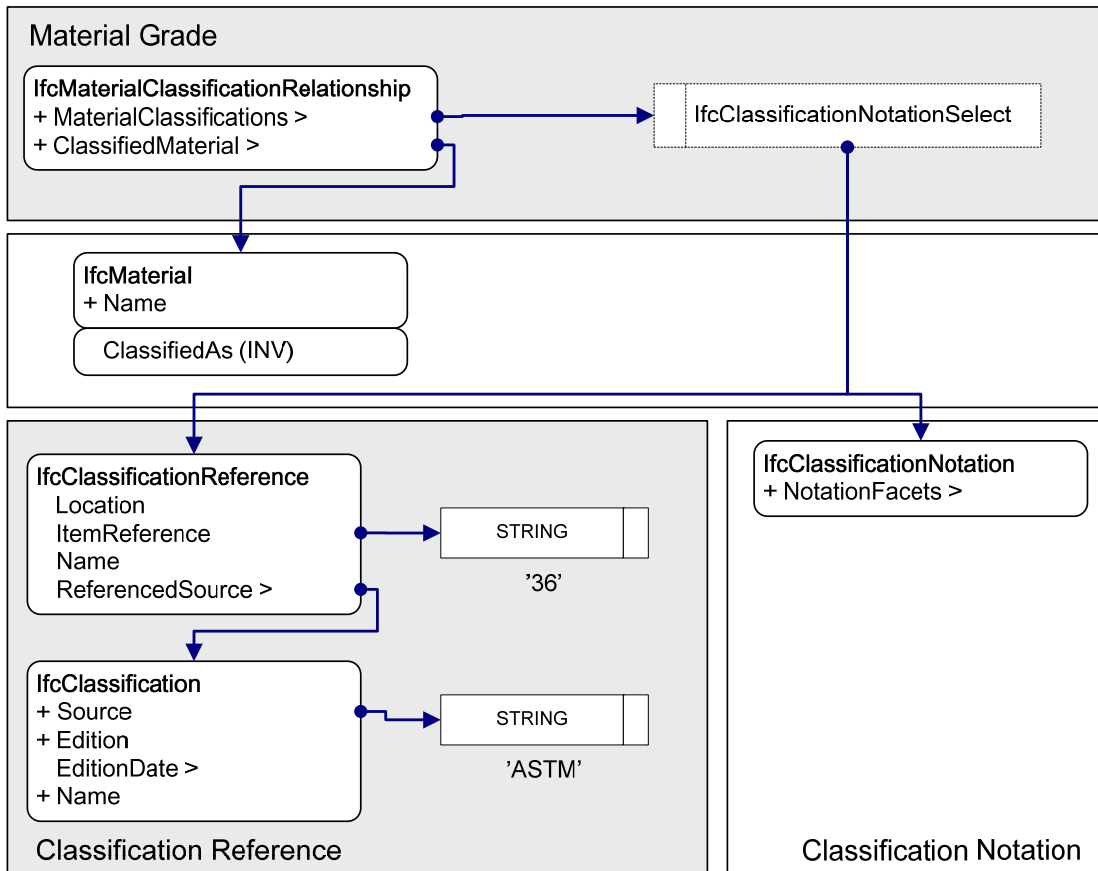 Material Grade
IfcMaterialClassificationRelationship
+ MaterialClassifications >
+ ClassifiedMaterial >
IfcClassificationNotationSelect
IfcMaterial
+ Name
ClassifiedAs (INV)
IfcClassificationReference
Location
ItemReference
Name
ReferencedSource >
STRING
’36’
IfcClassification
+ Source
+ Edition
EditionDate >
+ Name
STRING
’ASTM’
Classification Reference
IfcClassificationNotation
+ NotationFacets >
Classification Notation